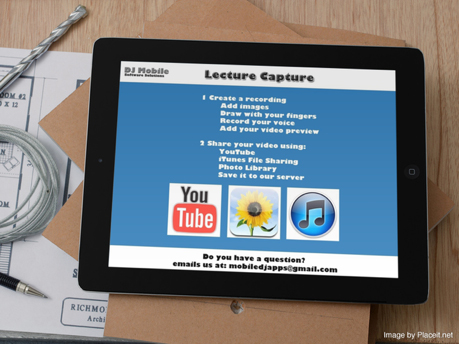 DJ Mobile
Software Solutions
Lecture Capture
1 Create a recording
Add images
Draw with your fingers
Record your voice
Add your video preview
2 Share your video using:
YouTube
iTunes File Sharing
Photo Library
Save it to our server
You
Tube
Do you have a question?
emails us at: mobiledjapps@gmail.com
OM #2
X 12
RICHMO
Archi
Image by Placeit.net